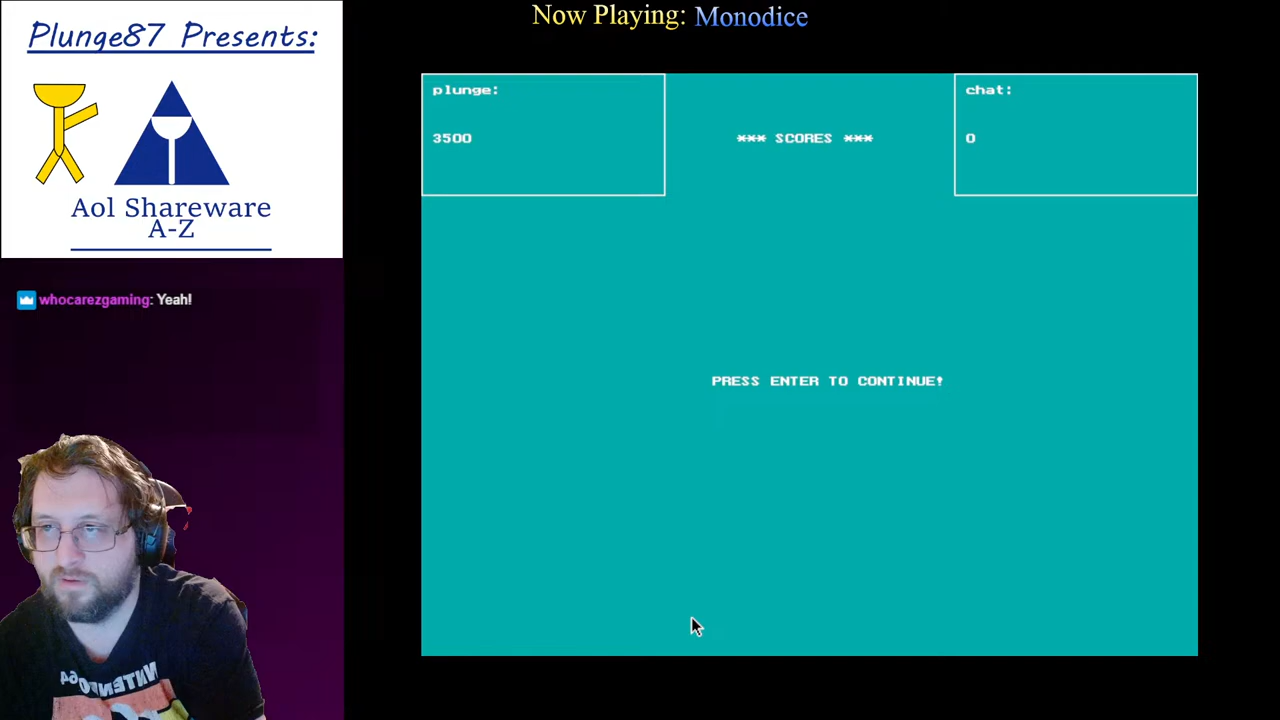 Now Playing: Monodice
Plunge87 Presents:
Aol Shareware
A-Z
whocarezgaming: Yeah!
plunge:
3500
*** SCORES ***
chat:
0
PRESS ENTER TO CONTINUE!